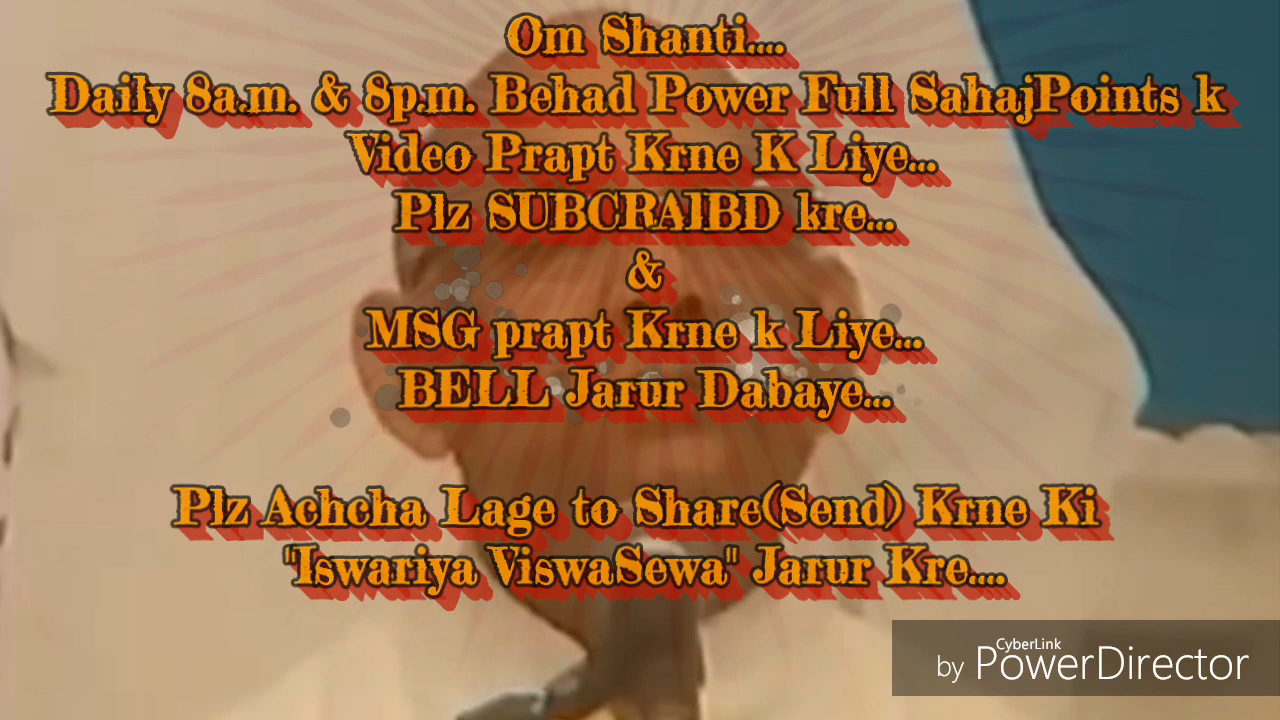 Om Shanti....
Daily 8a.m. & 8p.m. Behad Power Full SahajPoints k
Video Prapt Krne K Liye...
Plz SUBCRAIBD kre...
&
MSG prapt Krne k Liye...
BELL Jarur Dabaye...
Plz Achcha Lage to Share(Send) Krne Ki
"Iswariya ViswaSewa" Jarur Kre....
CyberLink
by PowerDirector